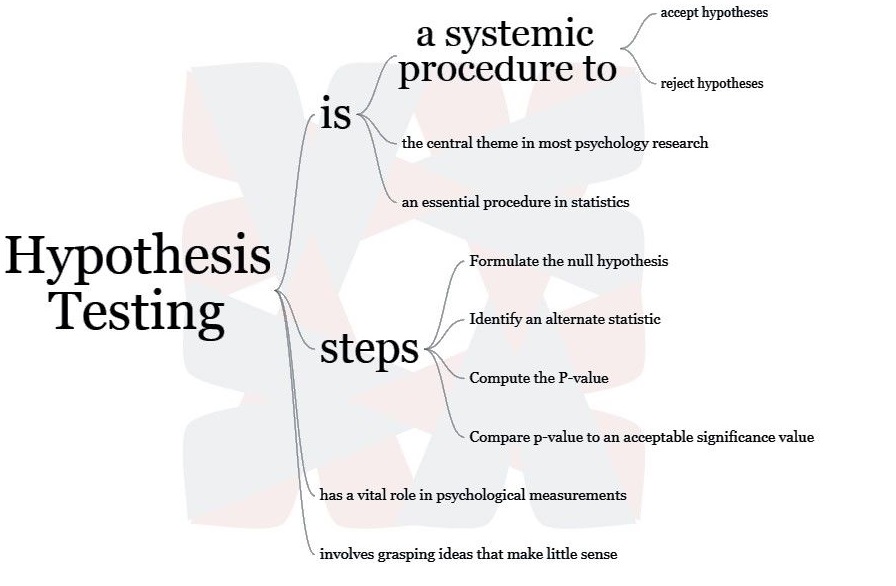 Hypothesis
Testing
is
a systemic
procedure to
accept hypotheses
reject hypotheses
the central theme in most psychology research
an essential procedure in statistics
steps
Formulate the null hypothesis
Identify an alternate statistic
Compute the P-value
Compare p-value to an acceptable significance value
has a vital role in psychological measurements
involves grasping ideas that make little sense